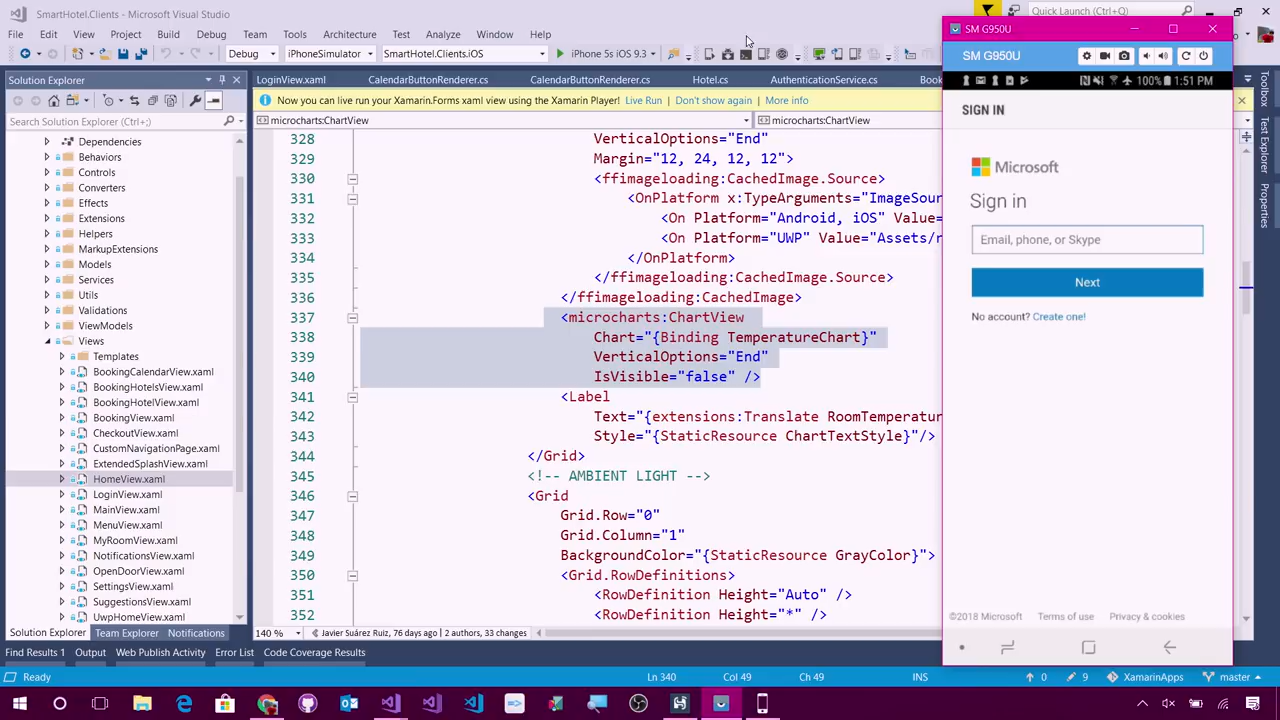 SmartHotel.Clients - Microsoft Visual Studio
Quick Launch (Ctrl+Q)
File Edit View Project Build Debug Team Tools Architecture Test Analyze Window Help
Debug iPhoneSimulator SmartHotel.Clients.iOS iPhone 5s iOS 9.3
Solution Explorer
LoginView.xaml CalendarButtonRenderer.cs CalendarButtonRenderer.cs Hotel.cs AuthenticationService.cs
Now you can live run your Xamarin.Forms xaml view using the Xamarin Player! Live Run Don't show again More info
Search Solution Explorer (Ctrl+;)
microcharts:ChartView microcharts:ChartView
Dependencies
Behaviors
Controls
Converters
Effects
Extensions
Helpers
MarkupExtensions
Models
Services
Utils
Validations
ViewModels
Views
Templates
BookingCalendarView.xaml
BookingHotelsView.xaml
BookingHotelView.xaml
BookingView.xaml
CheckoutView.xaml
CustomNavigationPage.xaml
ExtendedSplashView.xaml
HomeView.xaml
LoginView.xaml
MainView.xaml
MenuView.xaml
MyRoomView.xaml
NotificationsView.xaml
OpenDoorView.xaml
SettingsView.xaml
SuggestionsView.xaml
UwpHomeView.xaml
Solution Explorer Team Explorer Notifications
328 VerticalOptions="End"
329 Margin="12, 24, 12, 12">
330 <ffimageloading:CachedImage.Source>
331 <OnPlatform x:TypeArguments="ImageSour
332 <On Platform="Android, iOS" Value=
333 <On Platform="UWP" Value="Assets/r
334 </OnPlatform>
335 </ffimageloading:CachedImage.Source>
336 </ffimageloading:CachedImage>
337 <microcharts:ChartView
338 Chart="{Binding TemperatureChart}"
339 VerticalOptions="End"
340 IsVisible="false" />
341 <Label
342 Text="{extensions:Translate RoomTemperatur
343 Style="{StaticResource ChartTextStyle}"/>
344 </Grid>
345 <!-- AMBIENT LIGHT -->
346 <Grid
347 Grid.Row="0"
348 Grid.Column="1"
349 BackgroundColor="{StaticResource GrayColor}">
350 <Grid.RowDefinitions>
351 <RowDefinition Height="Auto" />
352 <RowDefinition Height="*" />
140 % Javier Suárez Ruiz, 76 days ago | 2 authors, 33 changes
Find Results 1 Output Web Publish Activity Error List Code Coverage Results
Ready Ln 340 Col 49 Ch 49 INS 0 9 XamarinApps master
Toolbox
Test Explorer
Properties
SM G950U
SM G950U
100% 1:51 PM
SIGN IN
Microsoft
Sign in
Email, phone, or Skype
Next
No account? Create one!
©2018 Microsoft Terms of use Privacy & cookies